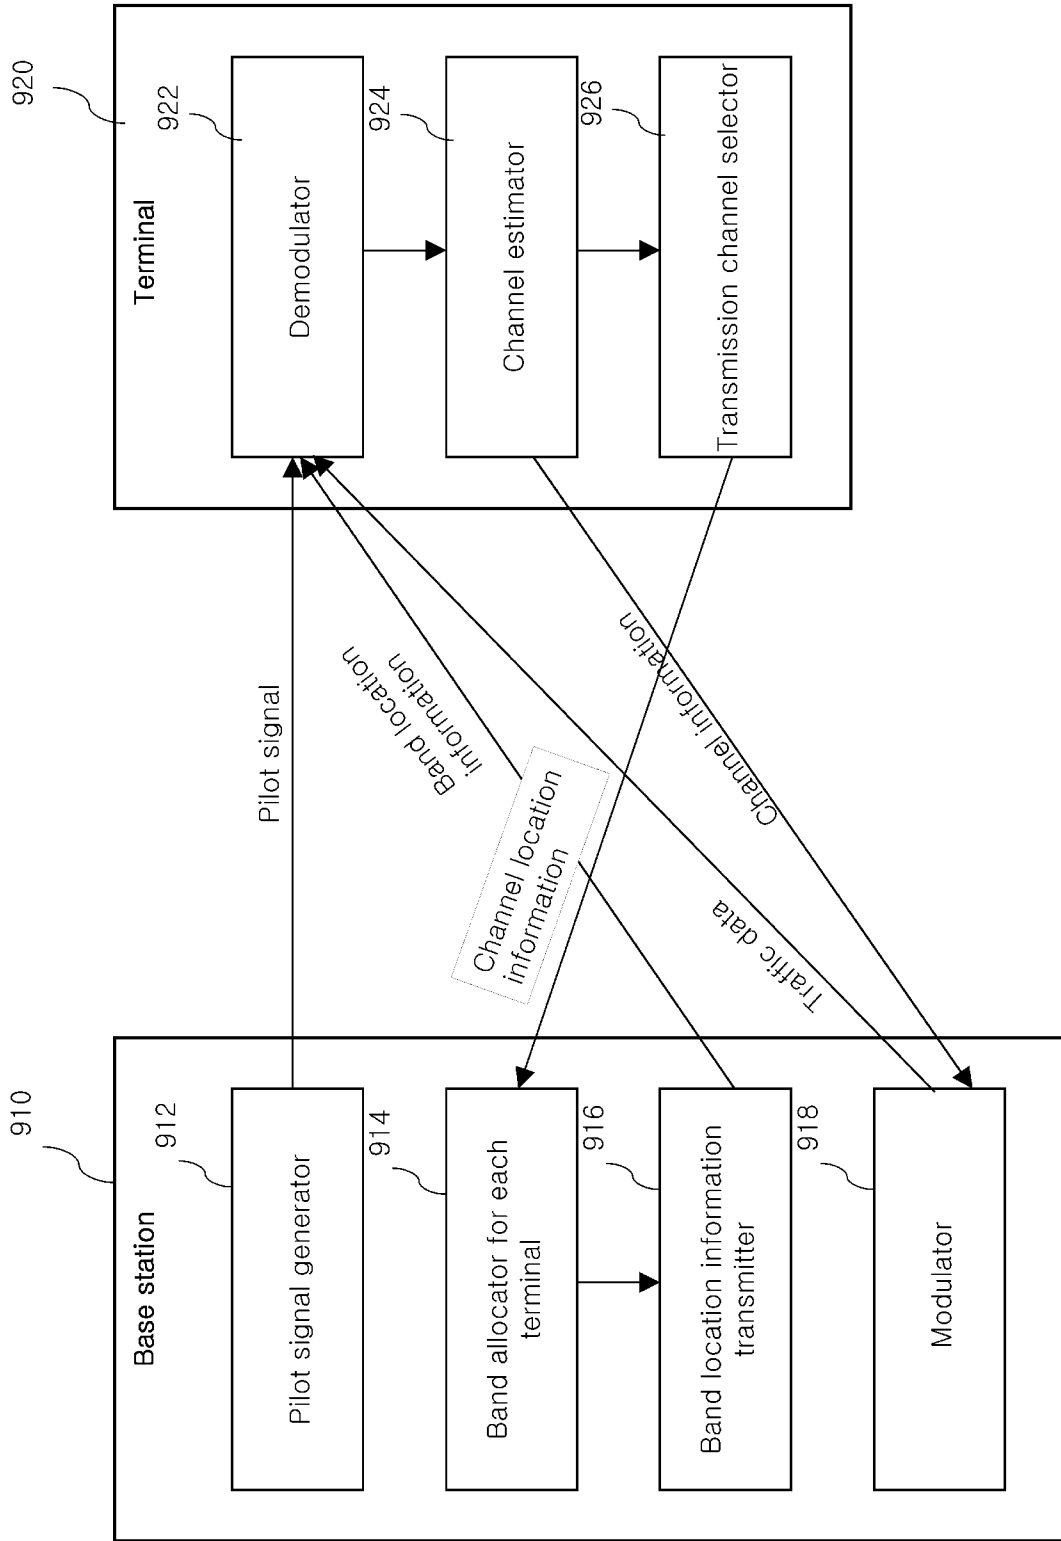 910
Base station
912
Pilot signal generator
914
Band allocator for each
terminal
916
Band location information
transmitter
918
Modulator
Pilot signal
Band location
information
Channel location
information
Channel information
Traffic data
920
Terminal
922
Demodulator
924
Channel estimator
926
Transmission channel selector